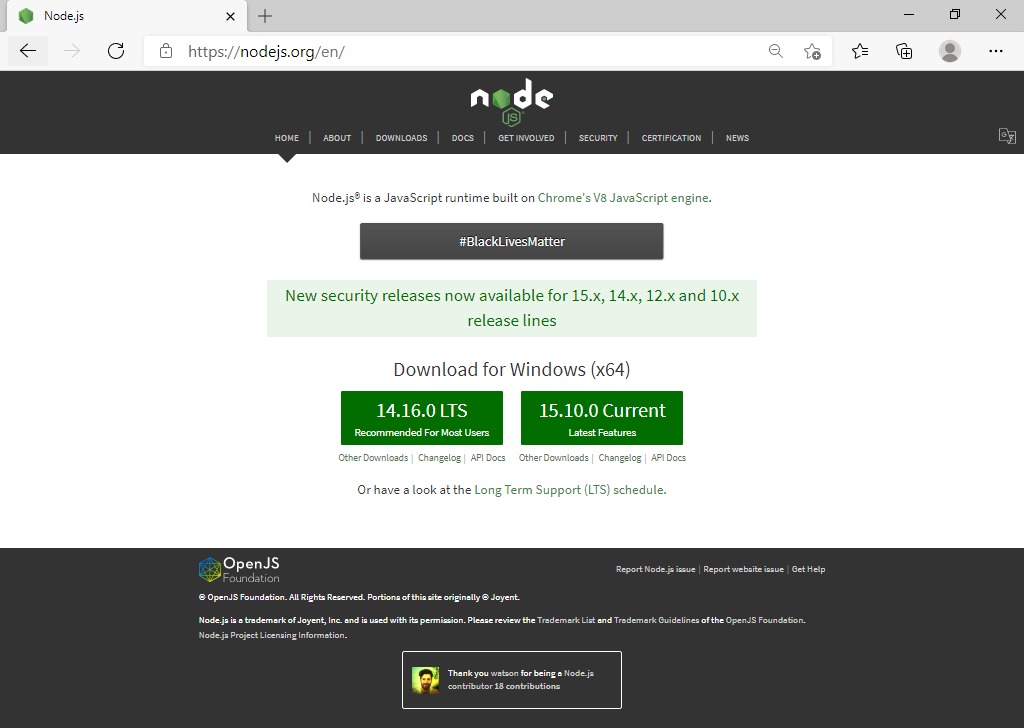 Node.js
https://nodejs.org/en/
node
JS
HOME | ABOUT | DOWNLOADS | DOCS | GET INVOLVED | SECURITY | CERTIFICATION | NEWS
Node.js® is a JavaScript runtime built on Chrome's V8 JavaScript engine.
#BlackLivesMatter
New security releases now available for 15.x, 14.x, 12.x and 10.x
release lines
Download for Windows (x64)
14.16.0 LTS
Recommended For Most Users
15.10.0 Current
Latest Features
Other Downloads | Changelog | API Docs
Other Downloads | Changelog | API Docs
Or have a look at the Long Term Support (LTS) schedule.
OpenJS
Foundation
Report Node.js issue | Report website issue | Get Help
© OpenJS Foundation. All Rights Reserved. Portions of this site originally © Joyent.
Node.js is a trademark of Joyent, Inc. and is used with its permission. Please review the Trademark List and Trademark Guidelines of the OpenJS Foundation.
Node.js Project Licensing Information.
Thank you watson for being a Node.js
contributor 18 contributions